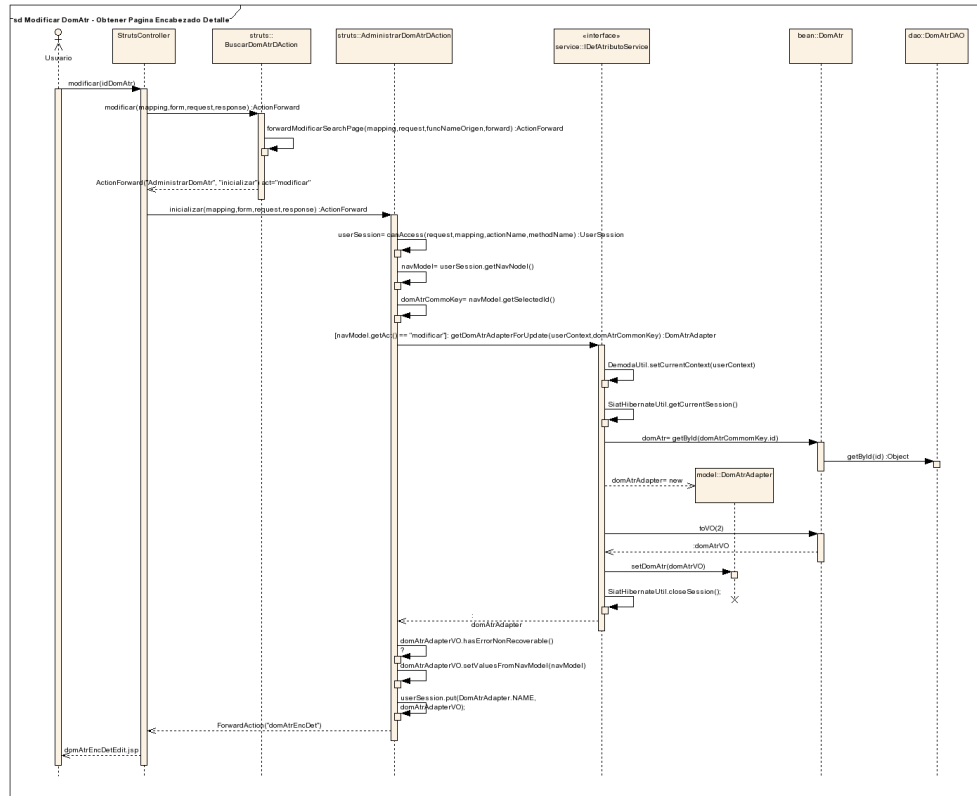 sd Modificar DomAtr - Obtener Pagina Encabezado Detalle
Usuario
StrutsController
struts::
BuscarDomAtrDAction
struts::AdministrarDomAtrDAction
«interface»
service::IDefAtributoService
bean::DomAtr
dao::DomAtrDAO
modificar(idDomAtr)
modificar(mapping,form,request,response) :ActionForward
forwardModificarSearchPage(mapping,request,funcNameOrigen,forward) :ActionForward
ActionForward("AdministrarDomAtr", "inicializar") act="modificar"
inicializar(mapping,form,request,response) :ActionForward
userSession= canAccess(request,mapping,actionName,methodName) :UserSession
navModel= userSession.getNavNodel()
domAtrCommoKey= navModel.getSelectedId()
[navModel.getAct() == "modificar"]: getDomAtrAdapterForUpdate(userContext,domAtrCommonKey) :DomAtrAdapter
DemodaUtil.setCurrentContext(userContext)
SiatHibernateUtil.getCurrentSession()
domAtr= getById(domAtrCommomKey.id)
getById(id) :Object
model::DomAtrAdapter
domAtrAdapter= new
toVO(2)
:domAtrVO
setDomAtr(domAtrVO)
SiatHibernateUtil.closeSession();
:
domAtrAdapter
domAtrAdapterVO.hasErrorNonRecoverable()
?
domAtrAdapterVO.setValuesFromNavModel(navModel)
userSession.put(DomAtrAdapter.NAME,
domAtrAdapterVO);
ForwardAction("domAtrEncDet")
domAtrEncDetEdit.jsp